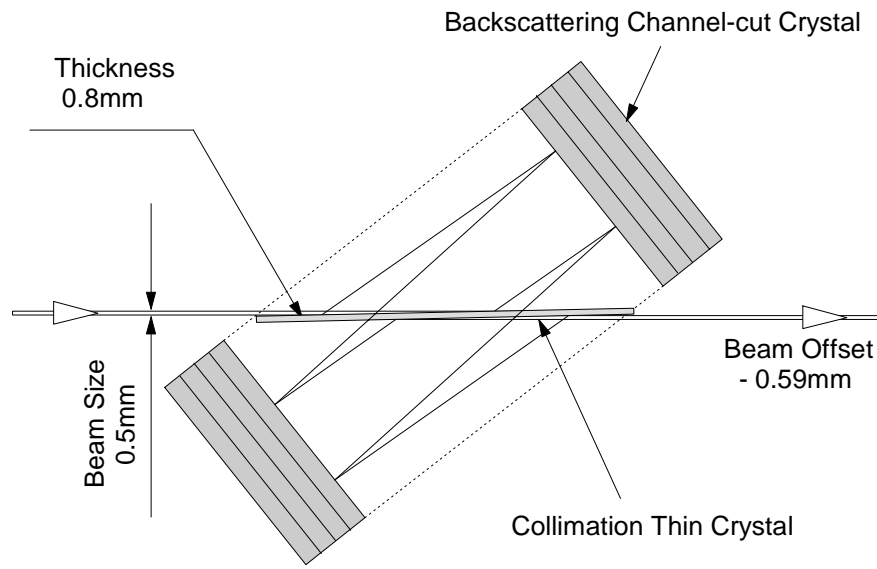 Backscattering Channel-cut Crystal
Thickness
0.8mm
Beam Size
0.5mm
Beam Offset
- 0.59mm
Collimation Thin Crystal